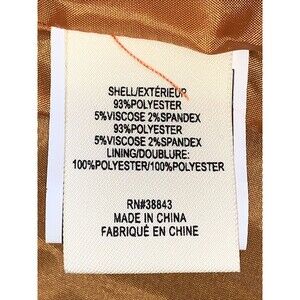 SHELL/EXTÉRIEUR
93%POLYESTER
5%VISCOSE 2%SPANDEX
93%POLYESTER
5%VISCOSE 2%SPANDEX
LINING/DOUBLURE:
100%POLYESTER/100%POLYESTER
RN#38843
MADE IN CHINA
FABRIQUÉ EN CHINE